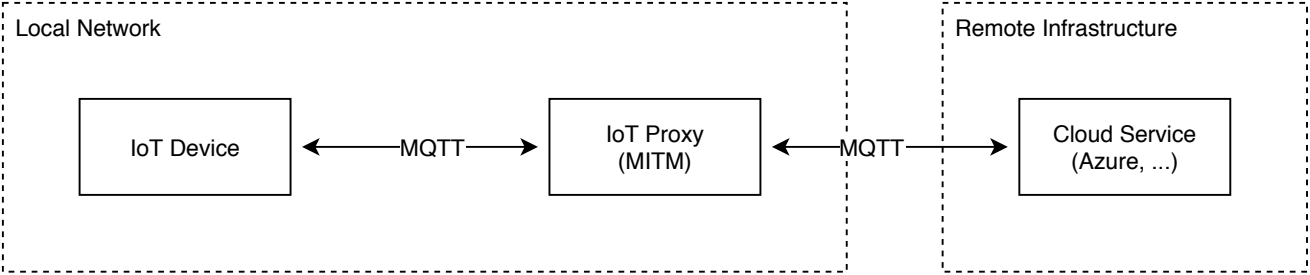 Local Network
Remote Infrastructure
IoT Device
MQTT
IoT Proxy
(MITM)
MQTT
Cloud Service
(Azure, ...)